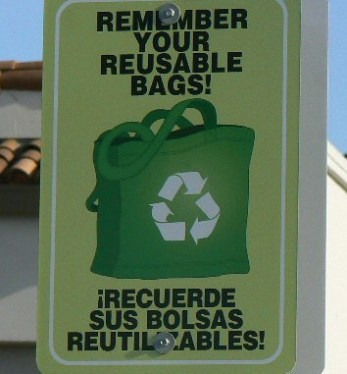 REMEMBER
YOUR
REUSABLE
BAGS!
¡RECUERDE
SUS BOLSAS
REUTILIZABLES!